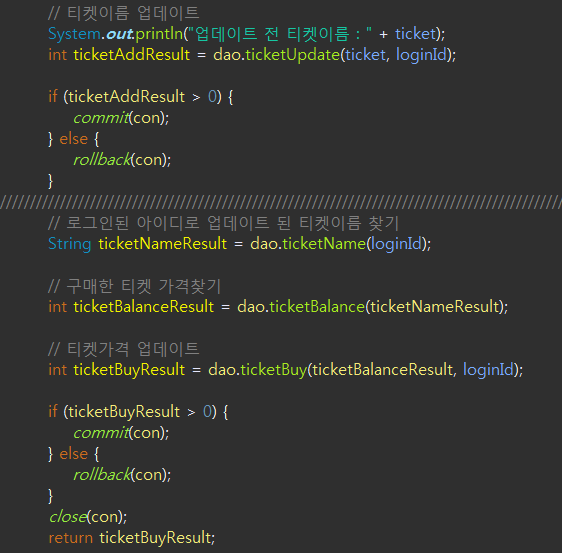 // 티켓이름 업데이트
System.out.println("업데이트 전 티켓이름 : " + ticket);
int ticketAddResult = dao.ticketUpdate(ticket, loginId);
if (ticketAddResult > 0) {
commit(con);
} else {
rollback(con);
}
//////////////////////////////////////////////////////////////////////////////////////////////
// 로그인된 아이디로 업데이트 된 티켓이름 찾기
String ticketNameResult = dao.ticketName(loginId);
// 구매한 티켓 가격찾기
int ticketBalanceResult = dao.ticketBalance(ticketNameResult);
// 티켓가격 업데이트
int ticketBuyResult = dao.ticketBuy(ticketBalanceResult, loginId);
if (ticketBuyResult > 0) {
commit(con);
} else {
rollback(con);
}
close(con);
return ticketBuyResult;